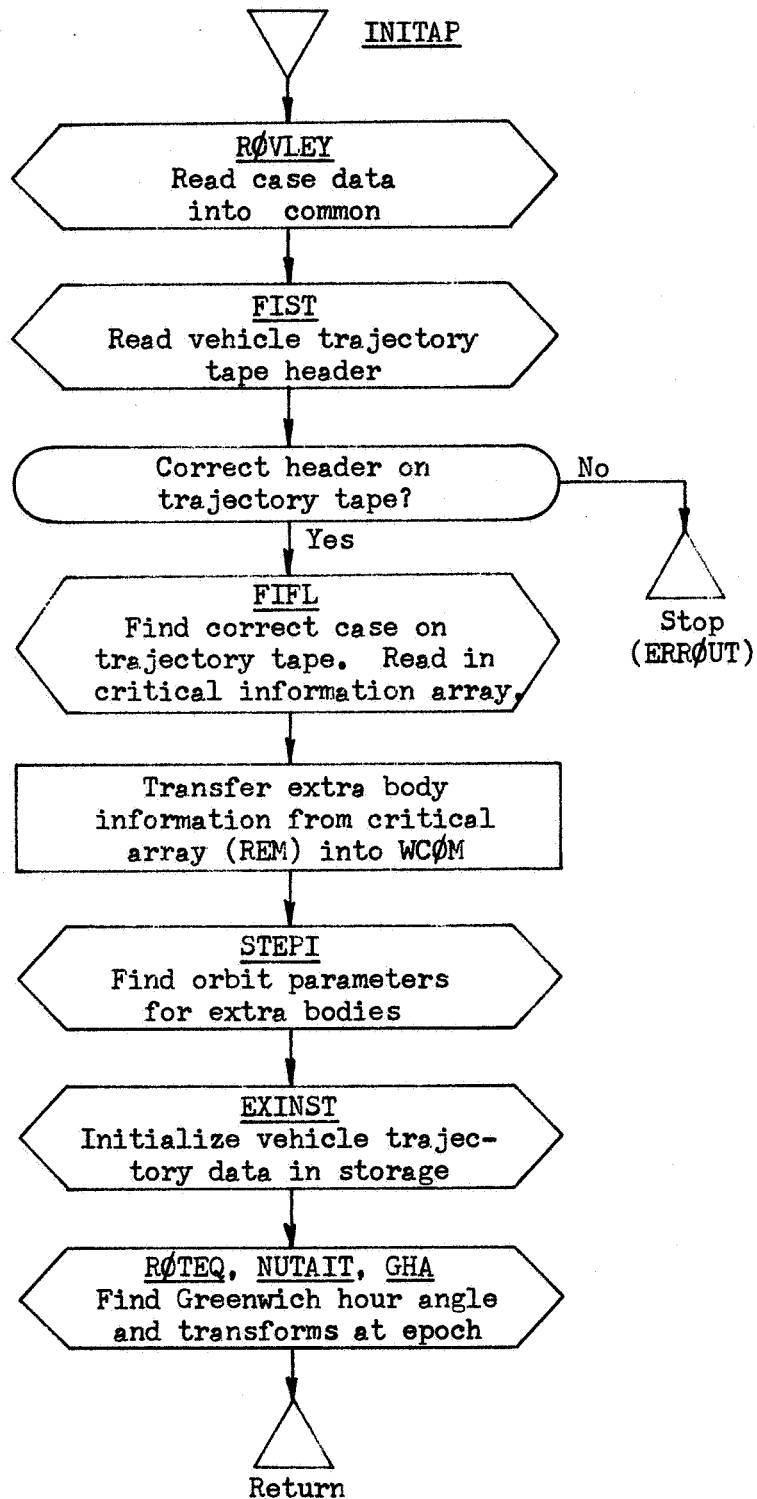 INITAP
RØVLEY
Read case data
into common
FIST
Read vehicle trajectory
tape header
Correct header on
trajectory tape?
No
Yes
Stop
(ERRØUT)
FIFL
Find correct case on
trajectory tape. Read in
critical information array.
Transfer extra body
information from critical
array (REM) into WCØM
STEPI
Find orbit parameters
for extra bodies
EXINST
Initialize vehicle trajec-
tory data in storage
RØTEQ, NUTAIT, GHA
Find Greenwich hour angle
and transforms at epoch
Return